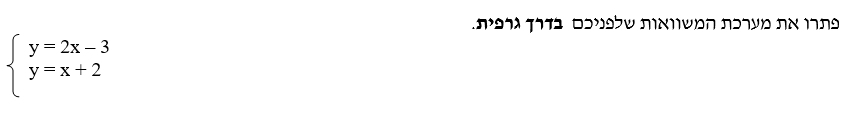 פתרו את מערכת המשוואות שלפניכם בדרך גרפית.
y = 2x – 3
y = x + 2